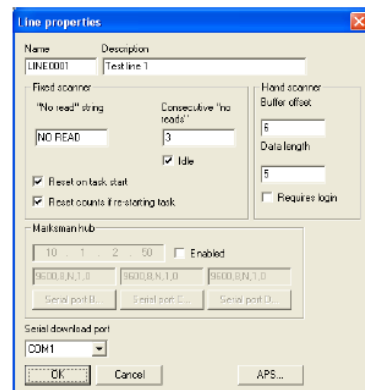 Line properties
Name Description
LINE0001 Test line 1
Fixed scanner
"No read" string
Consecutive "no reads"
NO READ
3
Idle
Reset on task start
Reset counts if re-starting task
Hand scanner
Buffer offset
6
Data length
5
Requires login
Marksman hub
10 . 1 . 2 . 50 Enabled
9600,8,N,1,0 9600,8,N,1,0 9600,8,N,1,0
Serial port B... Serial port C... Serial port D...
Serial download port
COM1
OK Cancel APS...